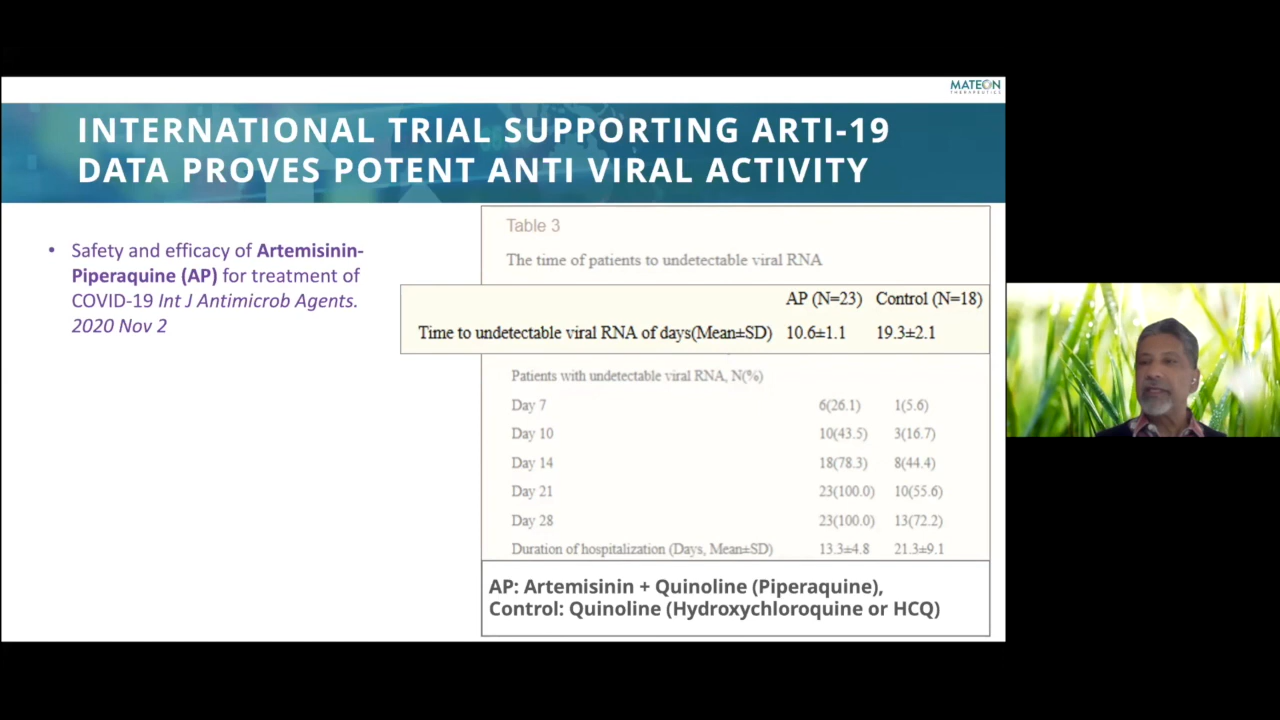 MATEON
THERAPEUTICS
INTERNATIONAL TRIAL SUPPORTING ARTI-19
DATA PROVES POTENT ANTI VIRAL ACTIVITY
• Safety and efficacy of Artemisinin-
Piperaquine (AP) for treatment of
COVID-19 Int J Antimicrob Agents.
2020 Nov 2
Table 3
The time of patients to undetectable viral RNA
AP (N=23) Control (N=18)
Time to undetectable viral RNA of days(Mean±SD) 10.6±1.1 19.3±2.1
Patients with undetectable viral RNA, N(%)
Day 7 6(26.1) 1(5.6)
Day 10 10(43.5) 3(16.7)
Day 14 18(78.3) 8(44.4)
Day 21 23(100.0) 10(55.6)
Day 28 23(100.0) 13(72.2)
Duration of hospitalization (Days, Mean±SD) 13.3±4.8 21.3±9.1
AP: Artemisinin + Quinoline (Piperaquine),
Control: Quinoline (Hydroxychloroquine or HCQ)